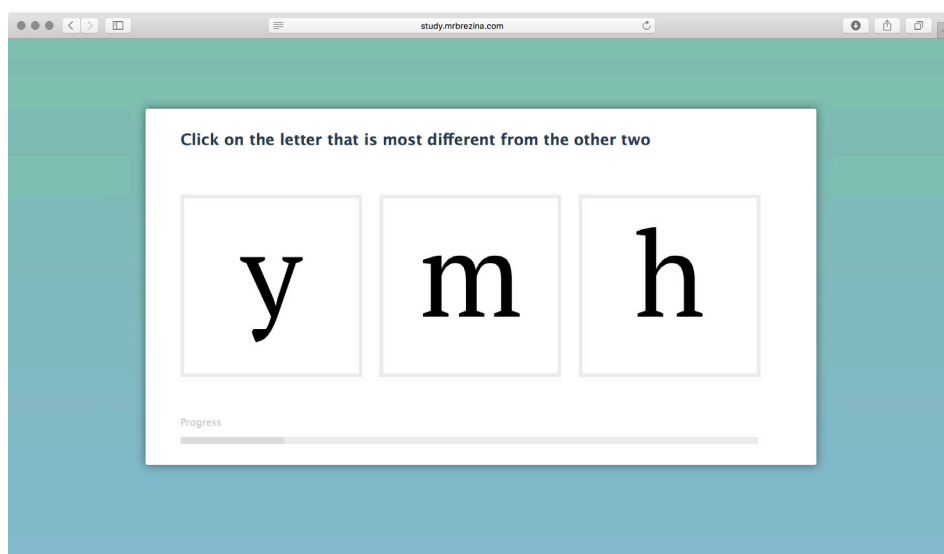 study.mrbrezina.com
Click on the letter that is most different from the other two
y m h
Progress